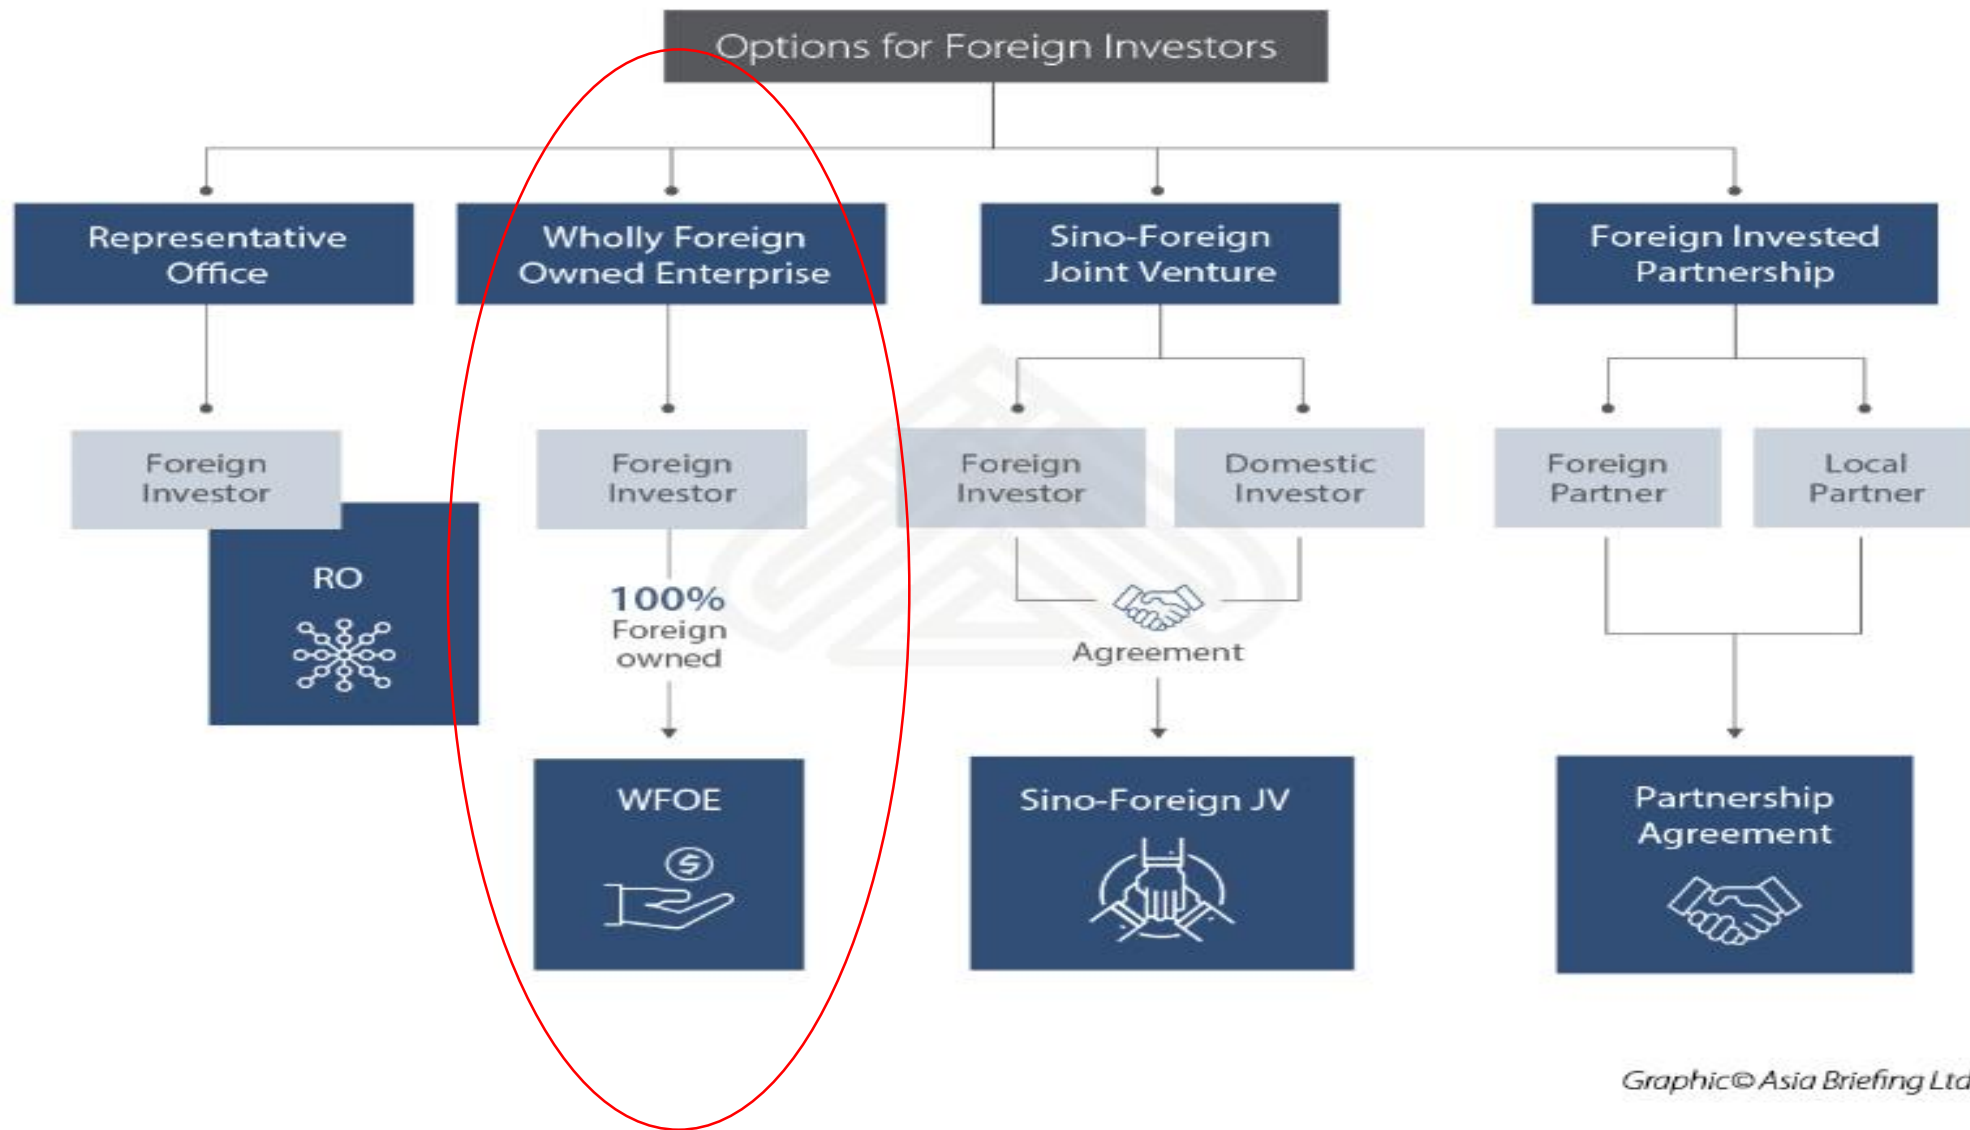 Options for Foreign Investors
Representative
Office
Wholly Foreign
Owned Enterprise
Sino-Foreign
Joint Venture
Foreign Invested
Partnership
Foreign
Investor
Foreign
Investor
Foreign
Investor
Domestic
Investor
Foreign
Partner
Local
Partner
RO
100%
Foreign
owned
Agreement
WFOE
Sino-Foreign JV
Partnership
Agreement
Graphic© Asia Briefing Ltd